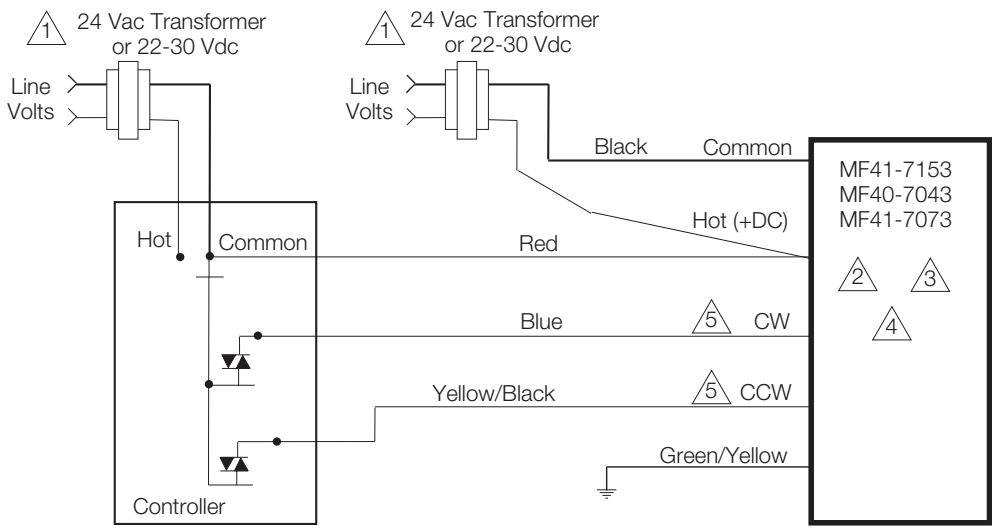 1
24 Vac Transformer
or 22-30 Vdc
Line
Volts
1
24 Vac Transformer
or 22-30 Vdc
Line
Volts
Black
Common
MF41-7153
MF40-7043
MF41-7073
Hot (+DC)
Hot
Common
Red
2
3
4
Blue
5
CW
Yellow/Black
5
CCW
Green/Yellow
Controller